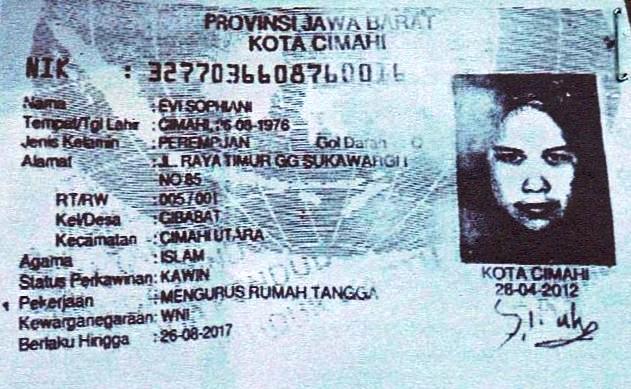 PROVINSI JAWA BARAT
KOTA CIMAHI
NIK : 3277036608760016
Nama : EVI SOPHIANI
Tempat/Tgl Lahir : CIMAHI, 26-08-1976
Jenis Kelamin : PEREMPUAN Gol Darah O
Alamat : JL. RAYA TIMUR GG SUKAWARGI I
NO 85
RT/RW : 005/001
Kel/Desa : CIBABAT
Kecamatan : CIMAHI UTARA
Agama : ISLAM
Status Perkawinan: KAWIN
Pekerjaan : MENGURUS RUMAH TANGGA
Kewarganegaraan: WNI
Berlaku Hingga : 26-08-2017
KOTA CIMAHI
28-04-2012